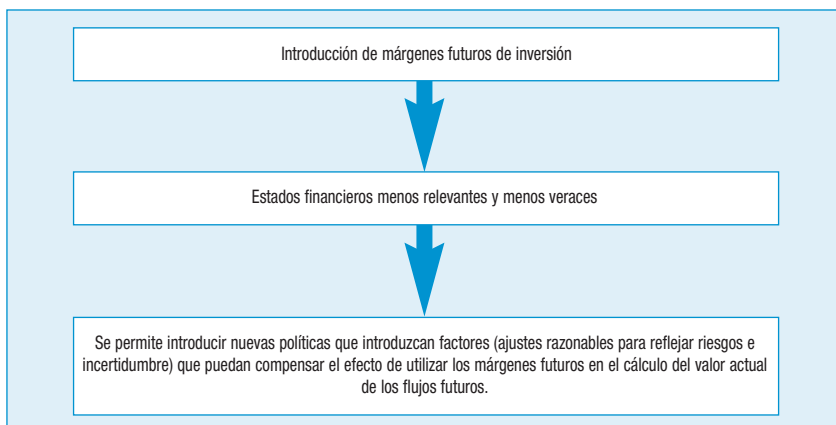 Introducción de márgenes futuros de inversión
Estados financieros menos relevantes y menos veraces
Se permite introducir nuevas políticas que introduzcan factores (ajustes razonables para reflejar riesgos e
incertidumbre) que puedan compensar el efecto de utilizar los márgenes futuros en el cálculo del valor actual
de los flujos futuros.